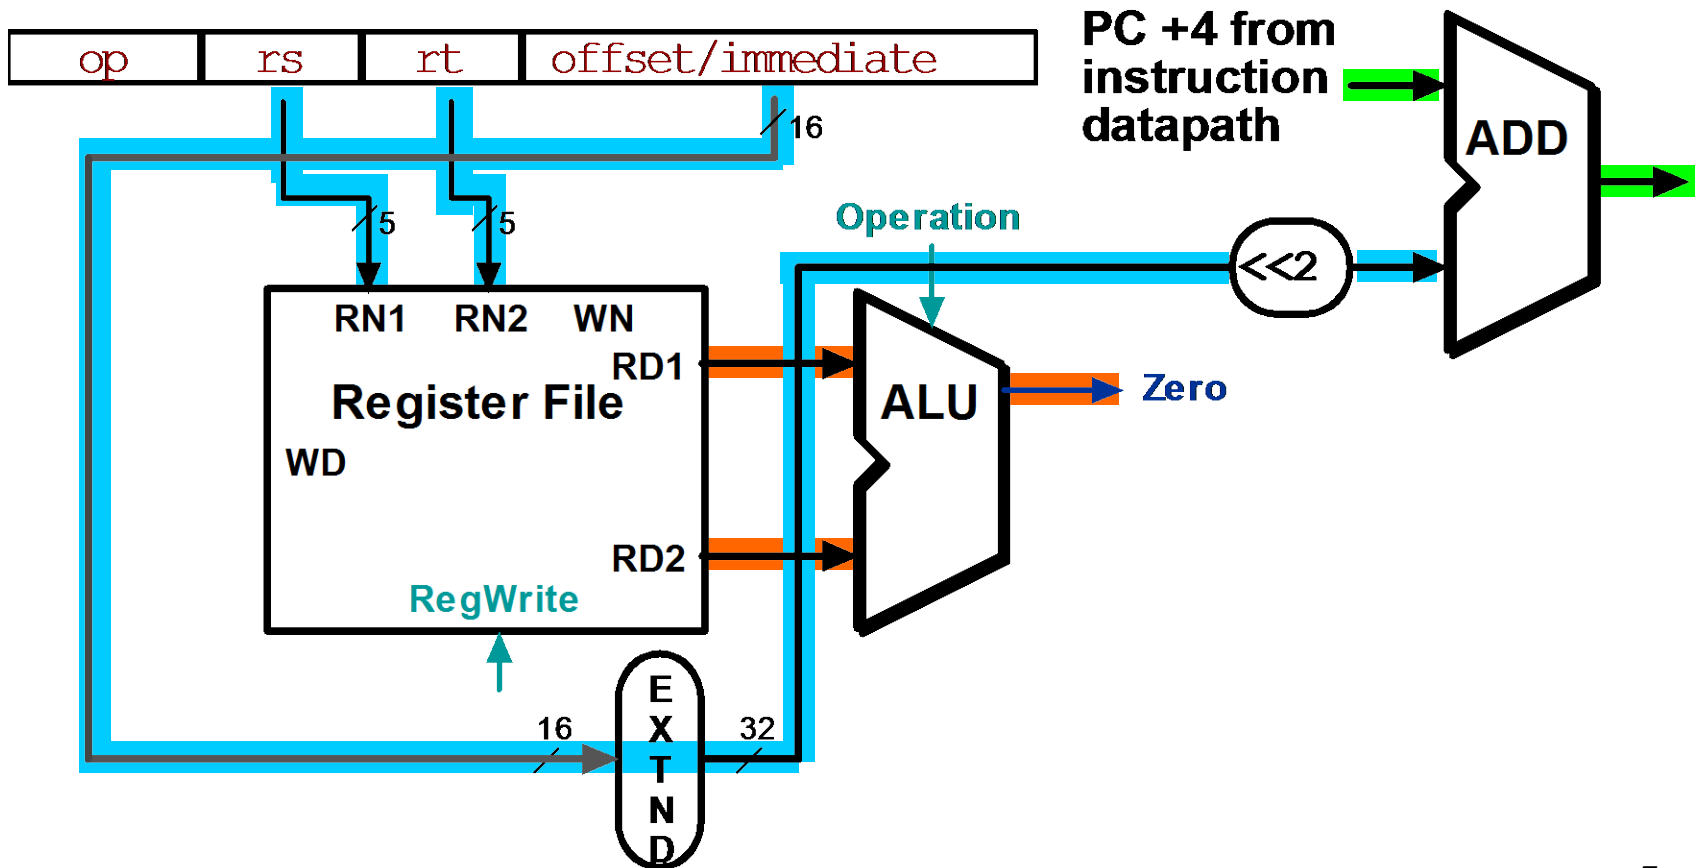 PC +4 from
instruction
datapath
op rs rt offset/immediate
16
ADD
5 5
Operation
<<2
RN1 RN2 WN
RD1
Register File
ALU
Zero
WD
RD2
RegWrite
16
EXTND
32